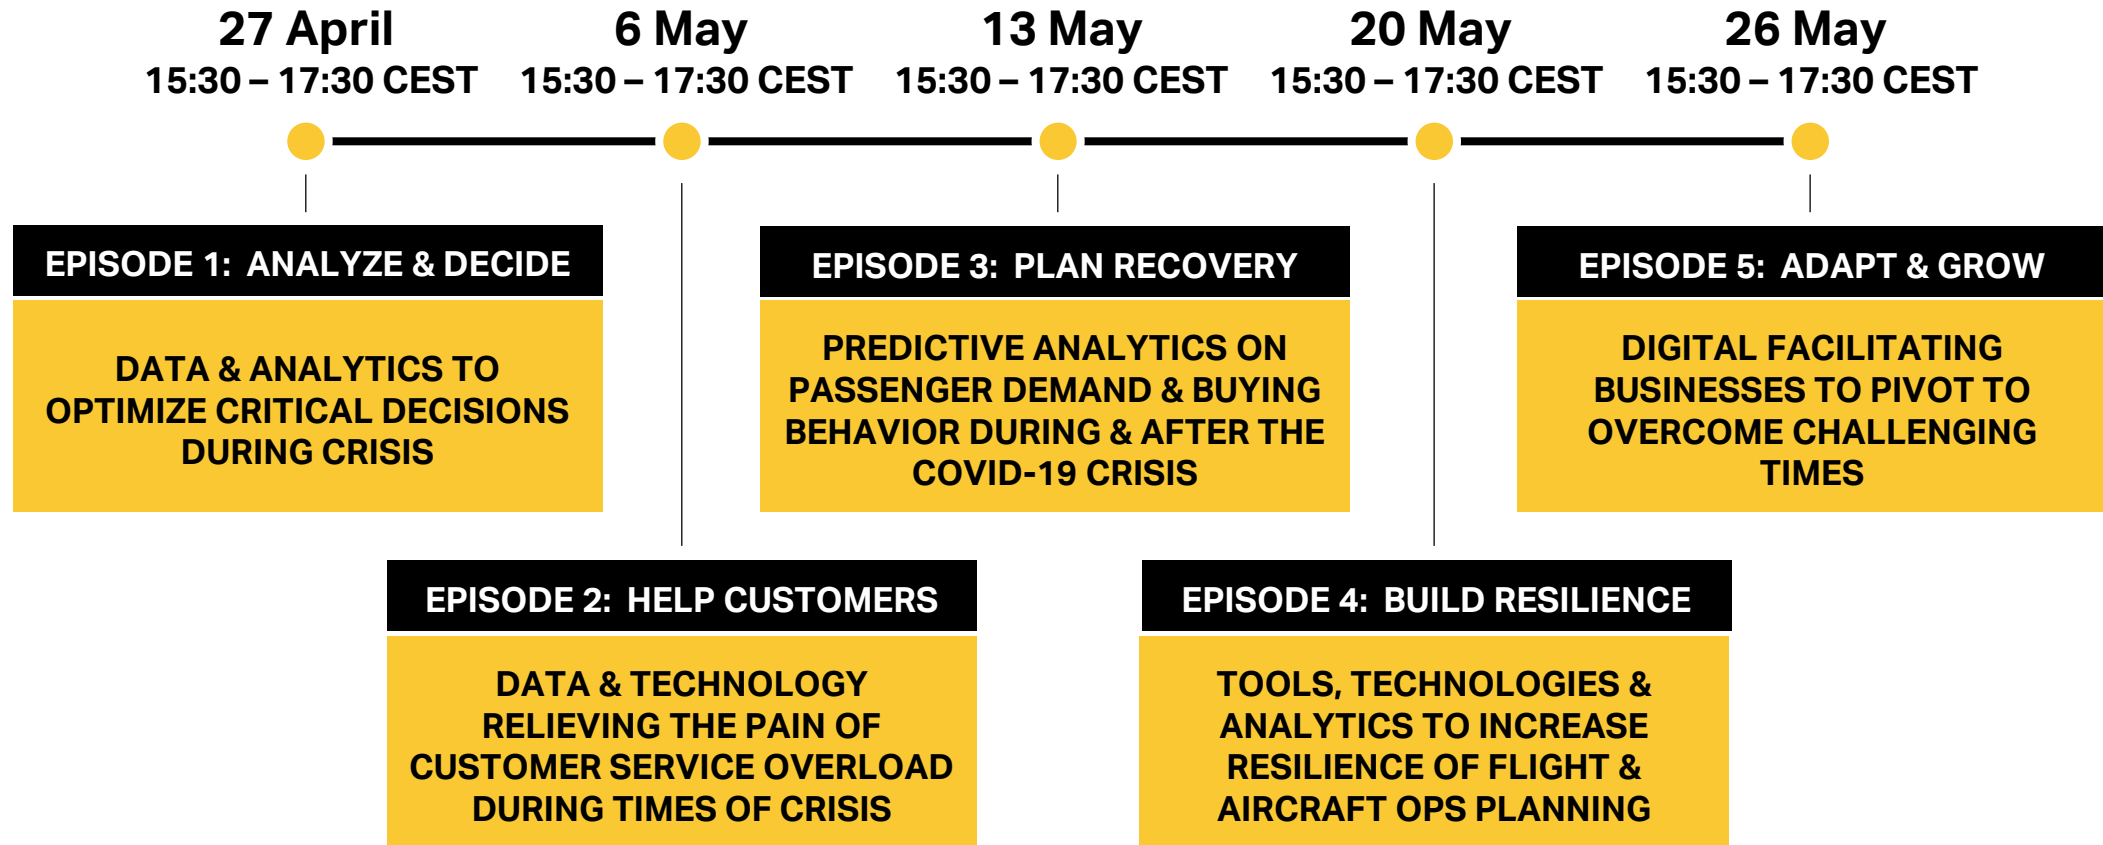 27 April
15:30 – 17:30 CEST
6 May
15:30 – 17:30 CEST
13 May
15:30 – 17:30 CEST
20 May
15:30 – 17:30 CEST
26 May
15:30 – 17:30 CEST
EPISODE 1: ANALYZE & DECIDE
DATA & ANALYTICS TO
OPTIMIZE CRITICAL DECISIONS
DURING CRISIS
EPISODE 2: HELP CUSTOMERS
DATA & TECHNOLOGY
RELIEVING THE PAIN OF
CUSTOMER SERVICE OVERLOAD
DURING TIMES OF CRISIS
EPISODE 3: PLAN RECOVERY
PREDICTIVE ANALYTICS ON
PASSENGER DEMAND & BUYING
BEHAVIOR DURING & AFTER THE
COVID-19 CRISIS
EPISODE 4: BUILD RESILIENCE
TOOLS, TECHNOLOGIES &
ANALYTICS TO INCREASE
RESILIENCE OF FLIGHT &
AIRCRAFT OPS PLANNING
EPISODE 5: ADAPT & GROW
DIGITAL FACILITATING
BUSINESSES TO PIVOT TO
OVERCOME CHALLENGING
TIMES